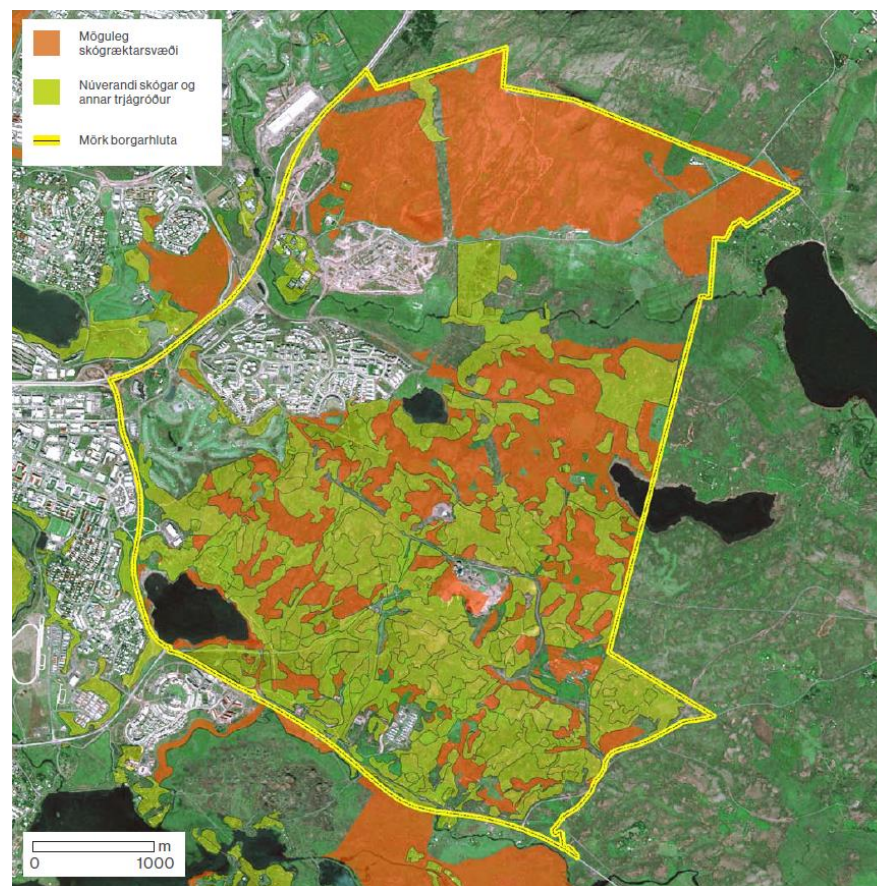 Möguleg
skógræktarsvæði
Núverandi skógar og
annar trjágróður
Mörk borgarhluta
m
0 1000